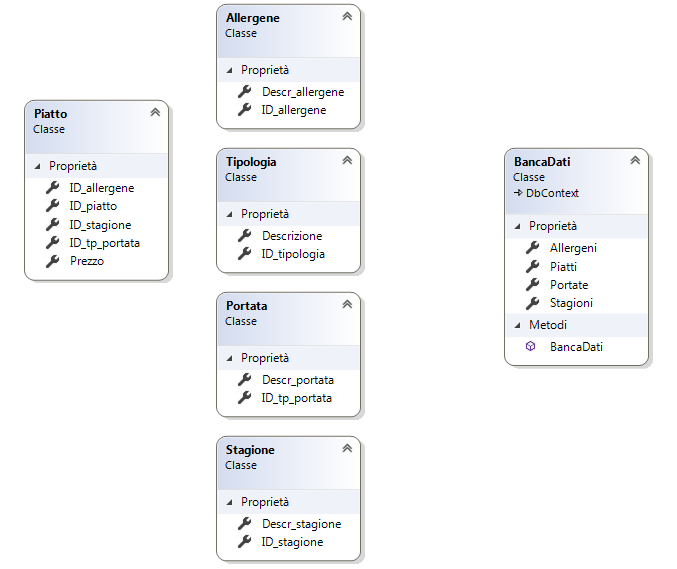 Piatto
Classe
Proprietà
ID_allergene
ID_piatto
ID_stagione
ID_tp_portata
Prezzo
Allergene
Classe
Proprietà
Descr_allergene
ID_allergene
Tipologia
Classe
Proprietà
Descrizione
ID_tipologia
Portata
Classe
Proprietà
Descr_portata
ID_tp_portata
Stagione
Classe
Proprietà
Descr_stagione
ID_stagione
BancaDati
Classe
DbContext
Proprietà
Allergeni
Piatti
Portate
Stagioni
Metodi
BancaDati